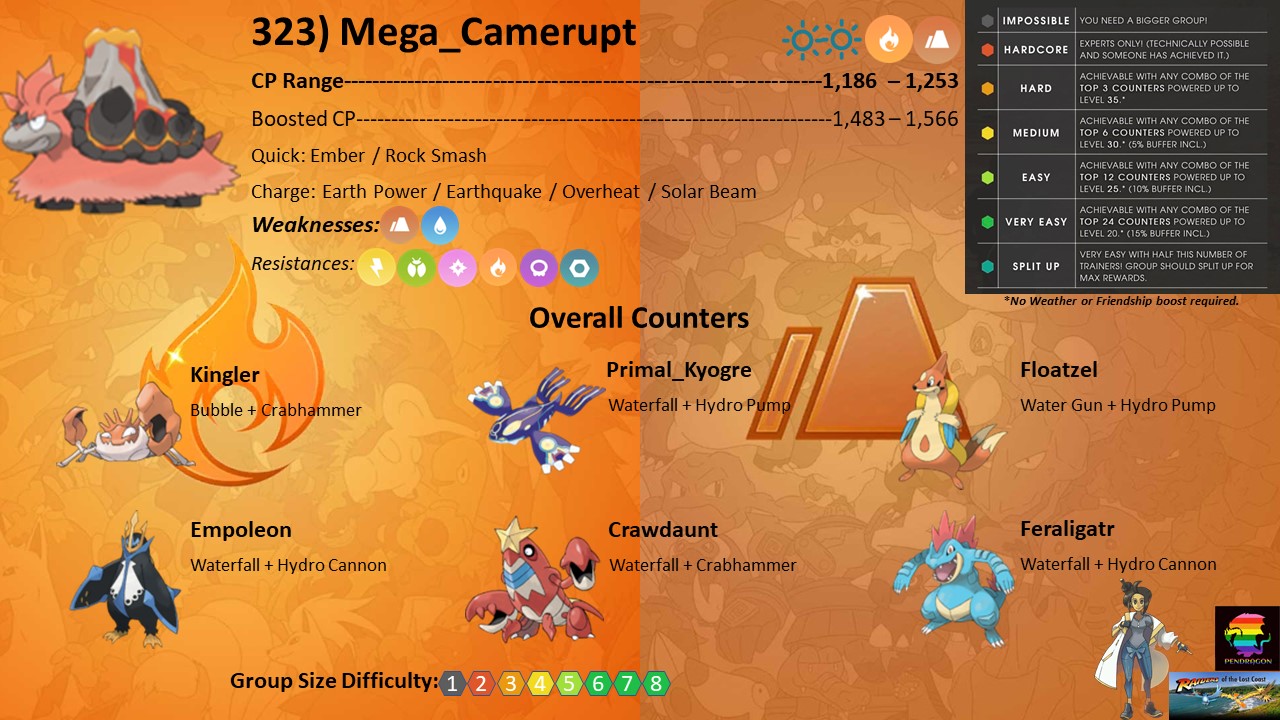 323) Mega_Camerupt
CP Range--------------------------------------------------------------------1,186 – 1,253
Boosted CP--------------------------------------------------------------------1,483 – 1,566
Quick: Ember / Rock Smash
Charge: Earth Power / Earthquake / Overheat / Solar Beam
Weaknesses:
Resistances:
IMPOSSIBLE YOU NEED A BIGGER GROUP!
HARDCORE EXPERTS ONLY! (TECHNICALLY POSSIBLE
AND SOMEONE HAS ACHIEVED IT.)
HARD ACHIEVABLE WITH ANY COMBO OF THE
TOP 3 COUNTERS POWERED UP TO
LEVEL 35.*
MEDIUM ACHIEVABLE WITH ANY COMBO OF THE
TOP 6 COUNTERS POWERED UP TO
LEVEL 30.* (5% BUFFER INCL.)
EASY ACHIEVABLE WITH ANY COMBO OF THE
TOP 12 COUNTERS POWERED UP TO
LEVEL 25.* (10% BUFFER INCL.)
VERY EASY ACHIEVABLE WITH ANY COMBO OF THE
TOP 24 COUNTERS POWERED UP TO
LEVEL 20.* (15% BUFFER INCL.)
SPLIT UP VERY EASY WITH HALF THIS NUMBER OF
TRAINERS! GROUP SHOULD SPLIT UP FOR
MAX REWARDS.
*No Weather or Friendship boost required.
Overall Counters
Kingler
Bubble + Crabhammer
Primal_Kyogre
Waterfall + Hydro Pump
Floatzel
Water Gun + Hydro Pump
Empoleon
Waterfall + Hydro Cannon
Crawdaunt
Waterfall + Crabhammer
Feraligatr
Waterfall + Hydro Cannon
Group Size Difficulty: 1 2 3 4 5 6 7 8
PENDRAGON
RAIDERS of the Lost Coast